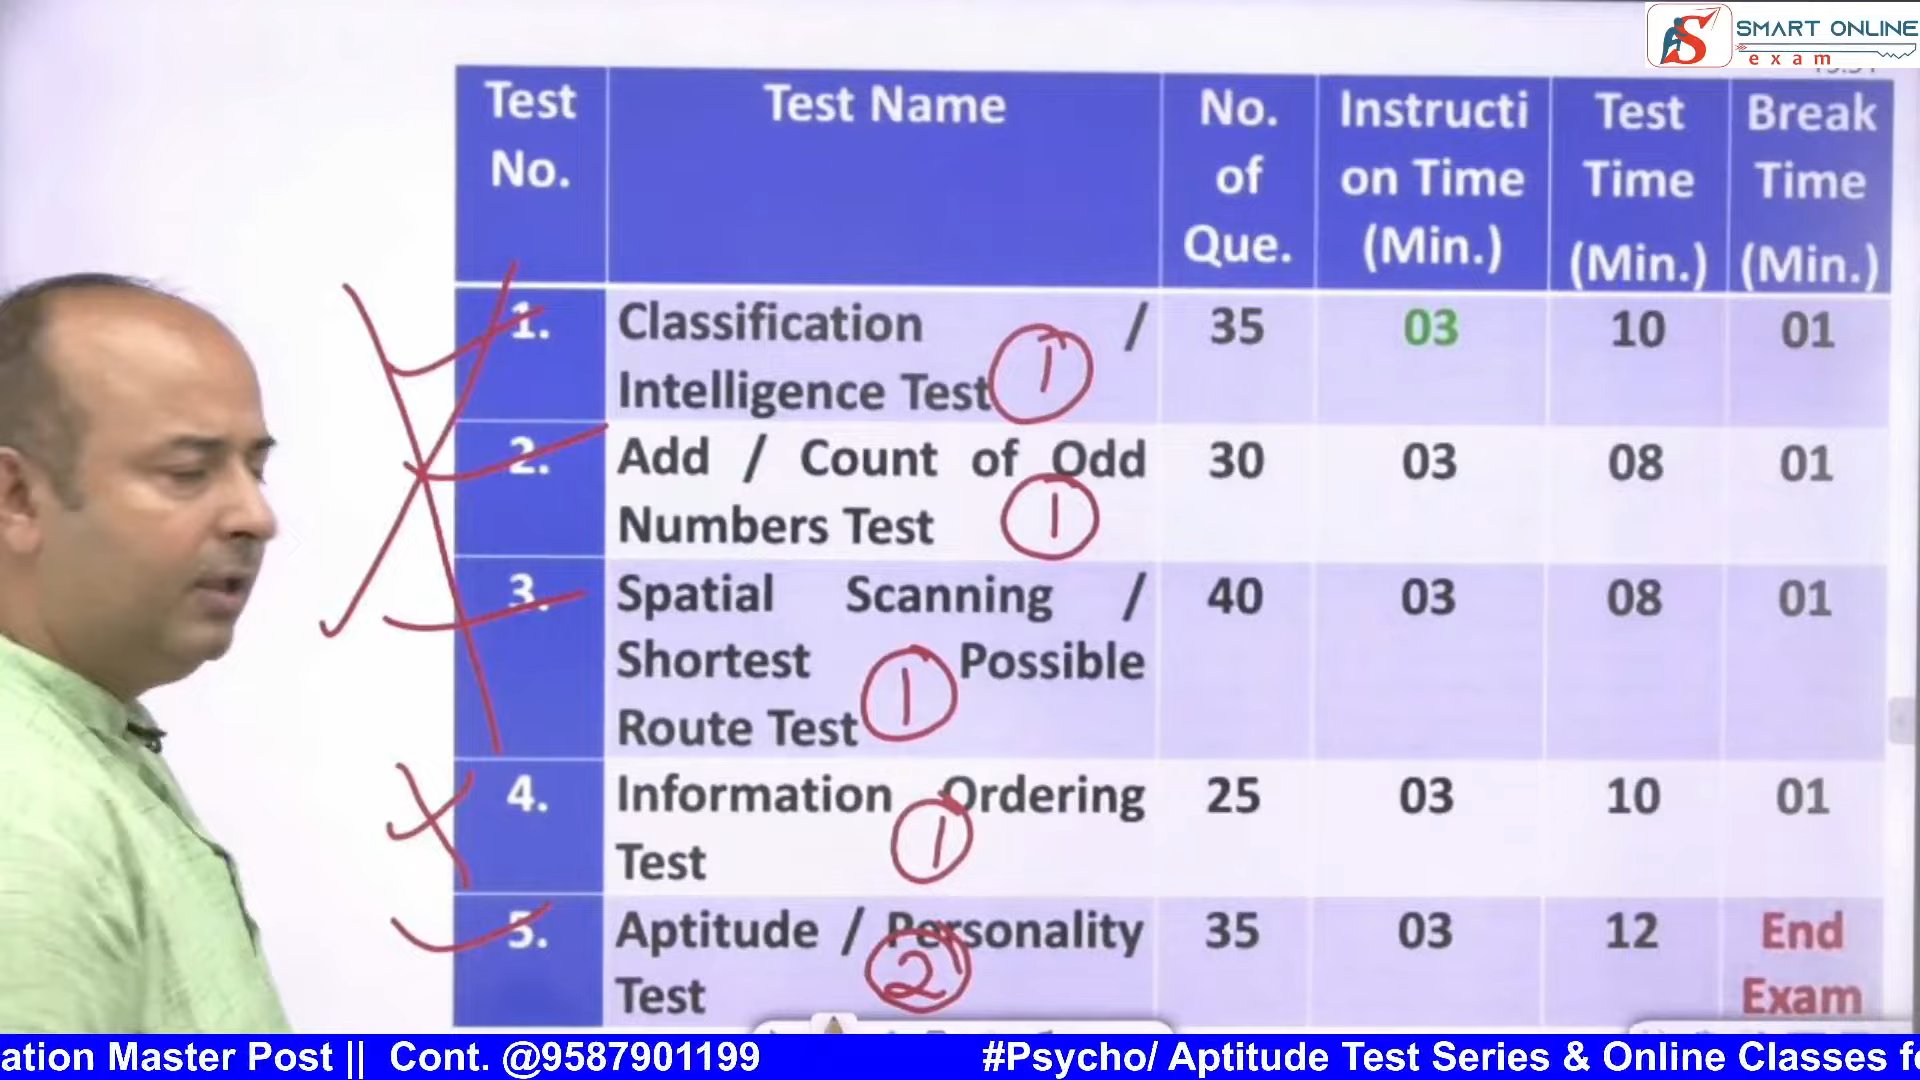 SMART ONLINE
exam
Test No.
Test Name
No. of Que.
Instructi on Time (Min.)
Test Time (Min.)
Break Time (Min.)
1.
Classification / Intelligence Test
1
35
03
10
01
2.
Add / Count of Odd Numbers Test
1
30
03
08
01
3.
Spatial Scanning / Shortest Possible Route Test
1
40
03
08
01
4.
Information Ordering Test
1
25
03
10
01
5.
Aptitude / Personality Test
2
35
03
12
End Exam
ation Master Post || Cont. @9587901199 #Psycho/ Aptitude Test Series & Online Classes fo